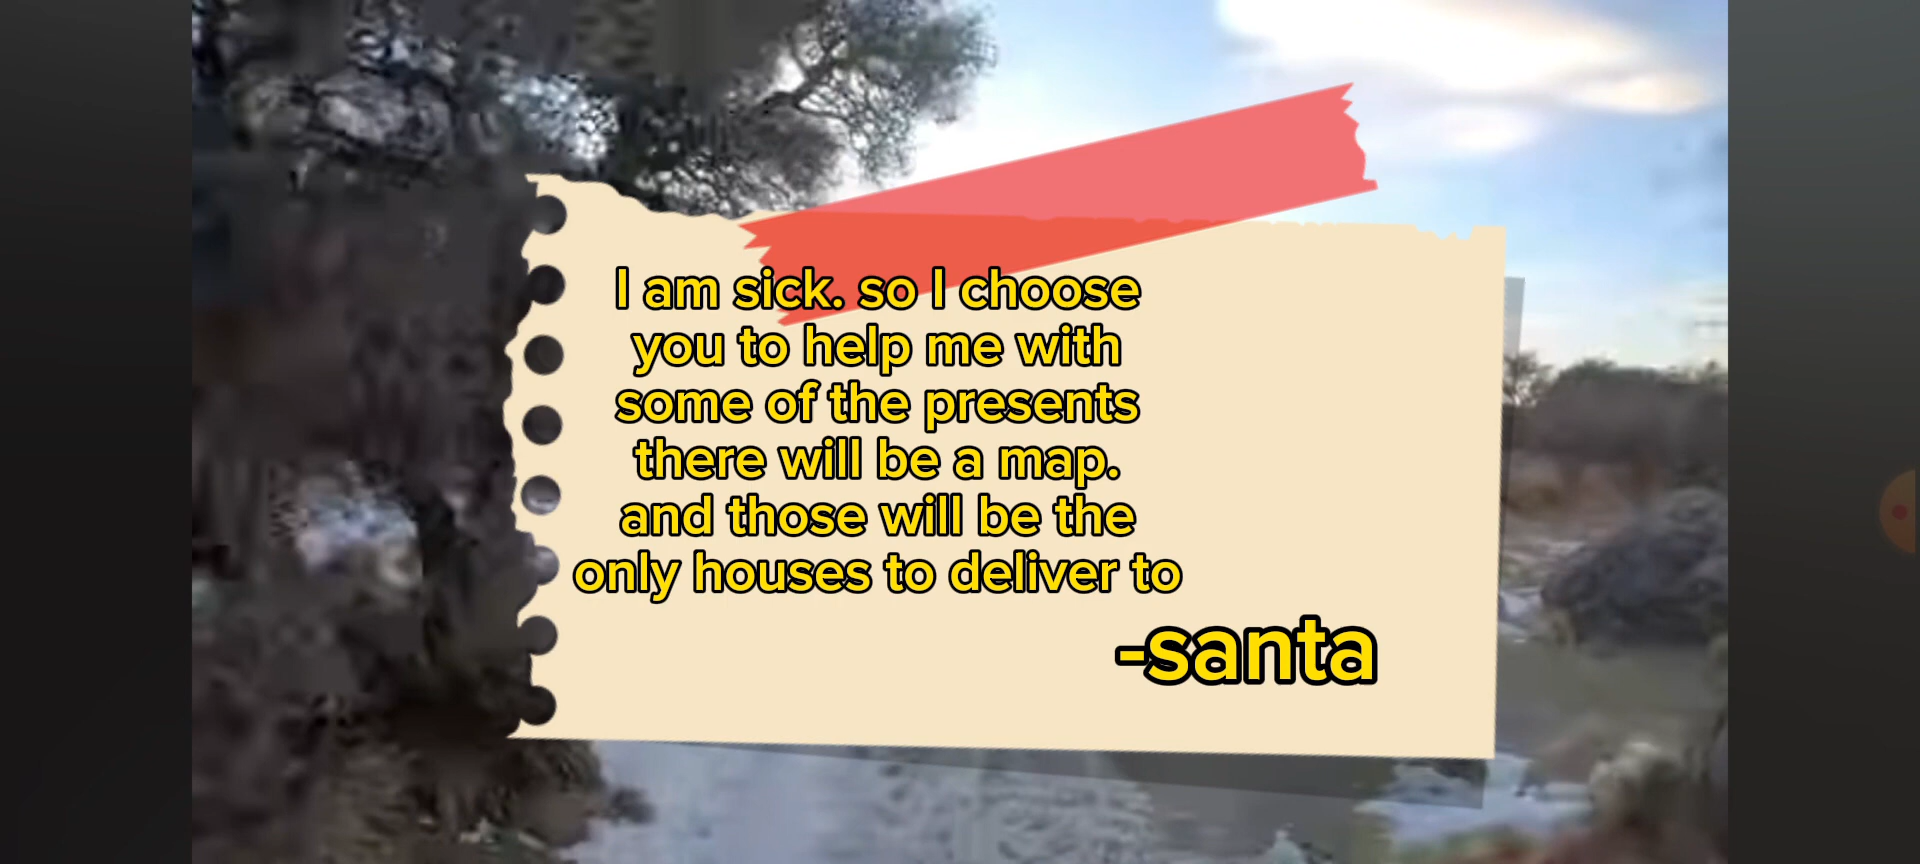 I am sick. so I choose
you to help me with
some of the presents
there will be a map.
and those will be the
only houses to deliver to
-santa